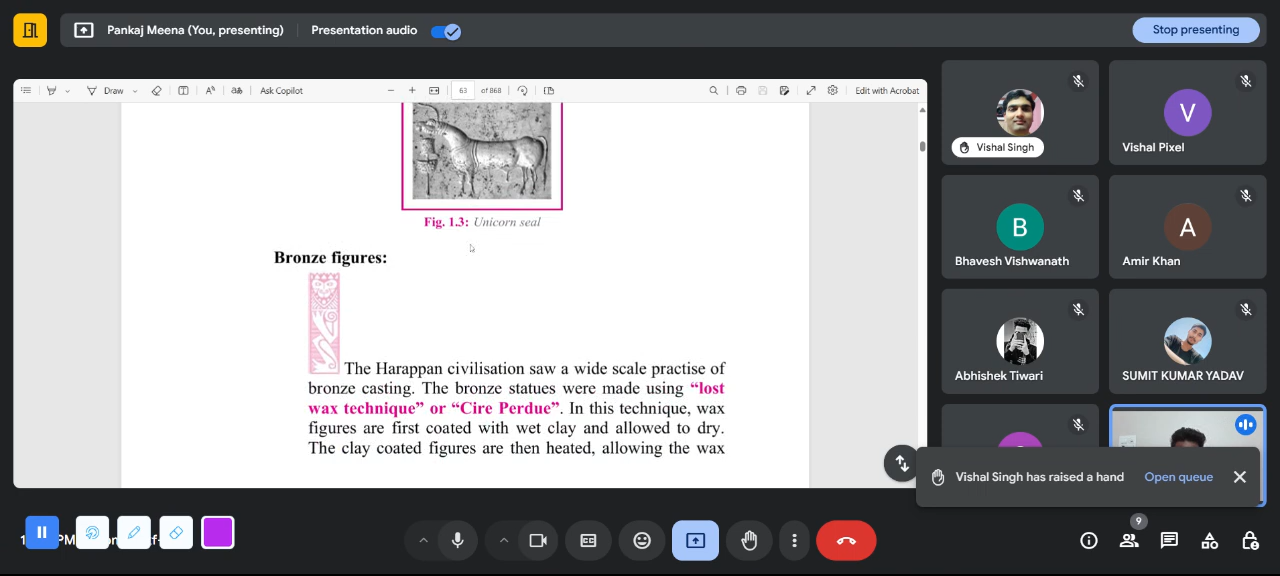 Pankaj Meena (You, presenting)
Presentation audio
Stop presenting
Draw
Ask Copilot
63
of 868
Edit with Acrobat
Fig. 1.3: Unicorn seal
Bronze figures:
The Harappan civilisation saw a wide scale practise of
bronze casting. The bronze statues were made using “lost
wax technique” or “Cire Perdue”. In this technique, wax
figures are first coated with wet clay and allowed to dry.
The clay coated figures are then heated, allowing the wax
Vishal Singh
V
Vishal Pixel
B
Bhavesh Vishwanath
A
Amir Khan
Abhishek Tiwari
SUMIT KUMAR YADAV
Vishal Singh has raised a hand
Open queue
PM
9